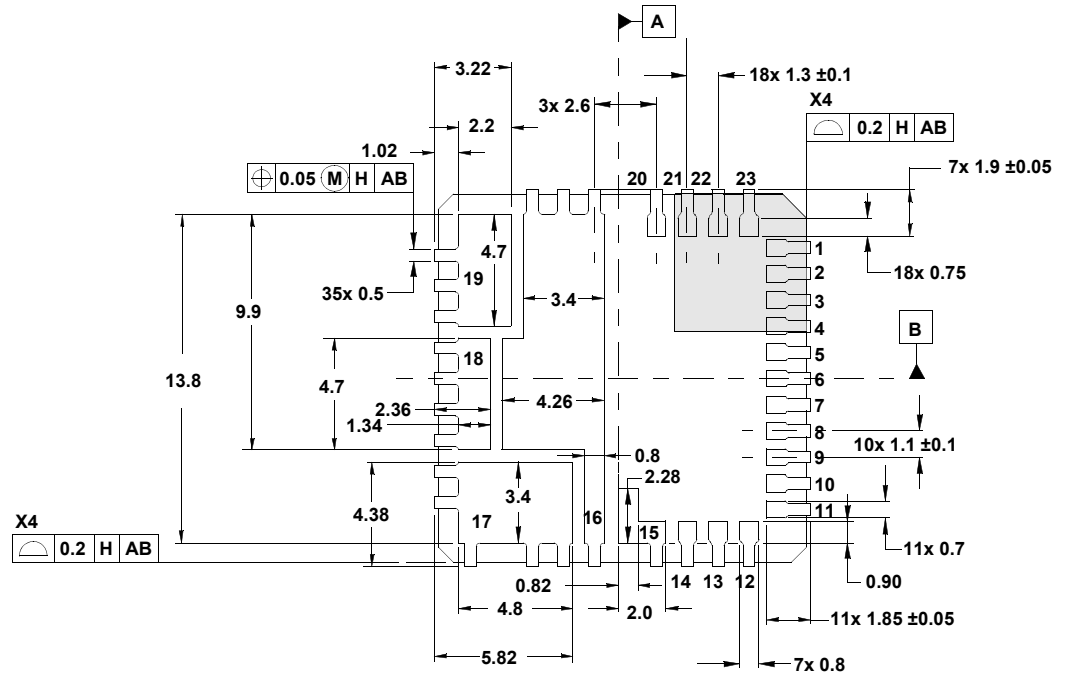 A
3.22
18x 1.3 ±0.1
X4
3x 2.6
2.2
0.2 H AB
1.02
7x 1.9 ±0.05
0.05 M H AB
20 21 22 23
4.7
1
19
2
18x 0.75
35x 0.5
3.4
3
9.9
4
B
5
18
13.8
6
4.7
4.26
7
2.36
1.34
8
10x 1.1 ±0.1
0.8
9
2.28
10
3.4
4.38
11
X4
17
16
15
0.2 H AB
11x 0.7
0.82
14 13 12
0.90
4.8
2.0
11x 1.85 ±0.05
5.82
7x 0.8